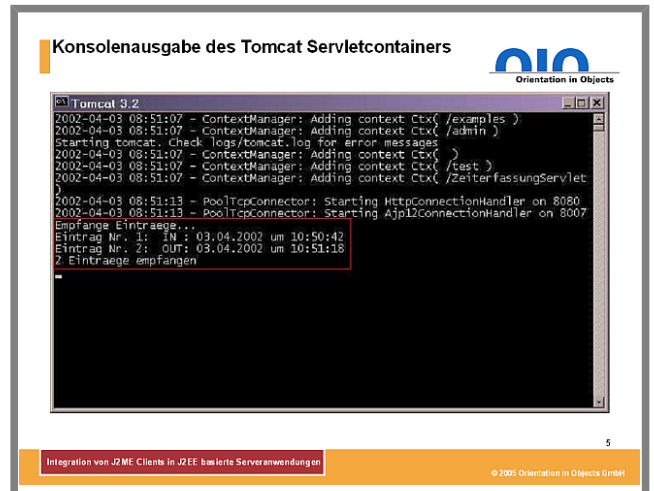 Konsolenausgabe des Tomcat Servletcontainers
OIO
Orientation in Objects
Tomcat 3.2
2002-04-03 08:51:07 - ContextManager: Adding context Ctx( /examples )
2002-04-03 08:51:07 - ContextManager: Adding context Ctx( /admin )
Starting tomcat. Check logs/tomcat.log for error messages
2002-04-03 08:51:07 - ContextManager: Adding context Ctx(  )
2002-04-03 08:51:07 - ContextManager: Adding context Ctx( /test )
2002-04-03 08:51:07 - ContextManager: Adding context Ctx( /ZeiterfassungServlet
)
2002-04-03 08:51:13 - PoolTcpConnector: Starting HttpConnectionHandler on 8080
2002-04-03 08:51:13 - PoolTcpConnector: Starting Ajp12ConnectionHandler on 8007
Empfange Eintraege...
Eintrag Nr. 1:  IN : 03.04.2002 um 10:50:42
Eintrag Nr. 2:  OUT: 03.04.2002 um 10:51:18
2 Eintraege empfangen
5
Integration von J2ME Clients in J2EE basierte Serveranwendungen
© 2005 Orientation in Objects GmbH